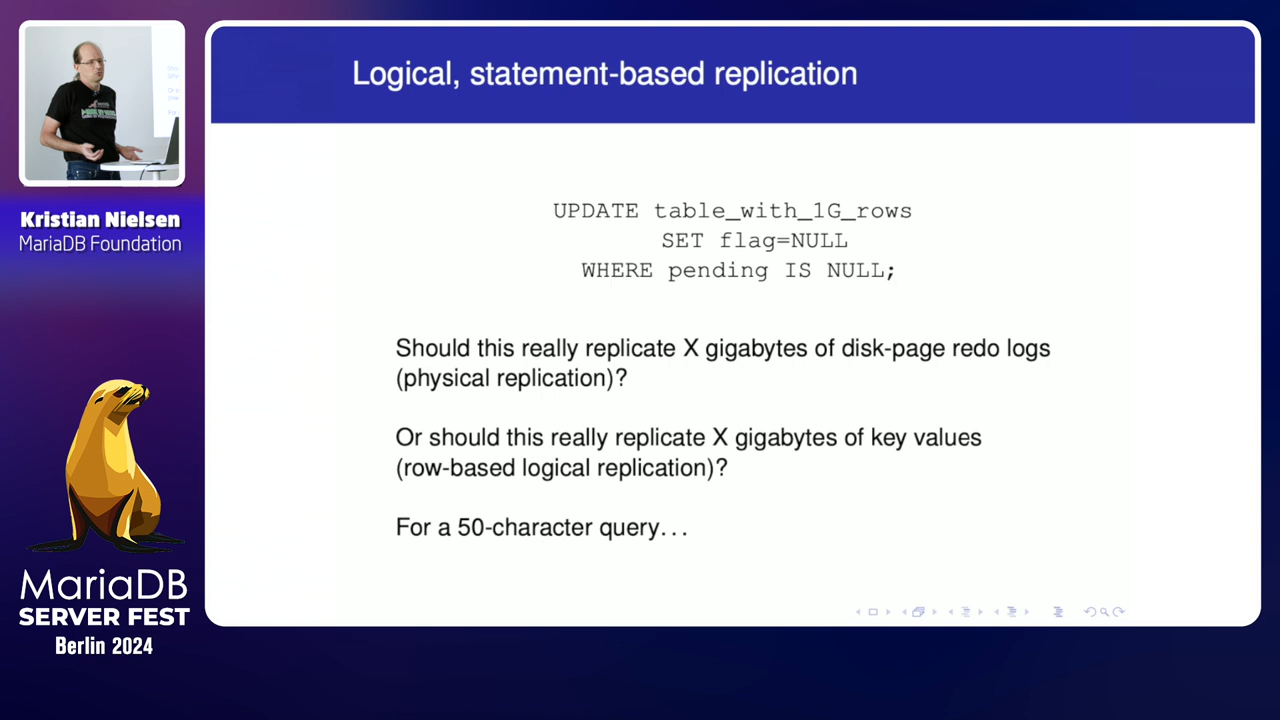 Logical, statement-based replication
UPDATE table_with_1G_rows
SET flag=NULL
WHERE pending IS NULL;
Should this really replicate X gigabytes of disk-page redo logs
(physical replication)?
Or should this really replicate X gigabytes of key values
(row-based logical replication)?
For a 50-character query...
Kristian Nielsen
MariaDB Foundation
MariaDB
SERVER FEST
Berlin 2024